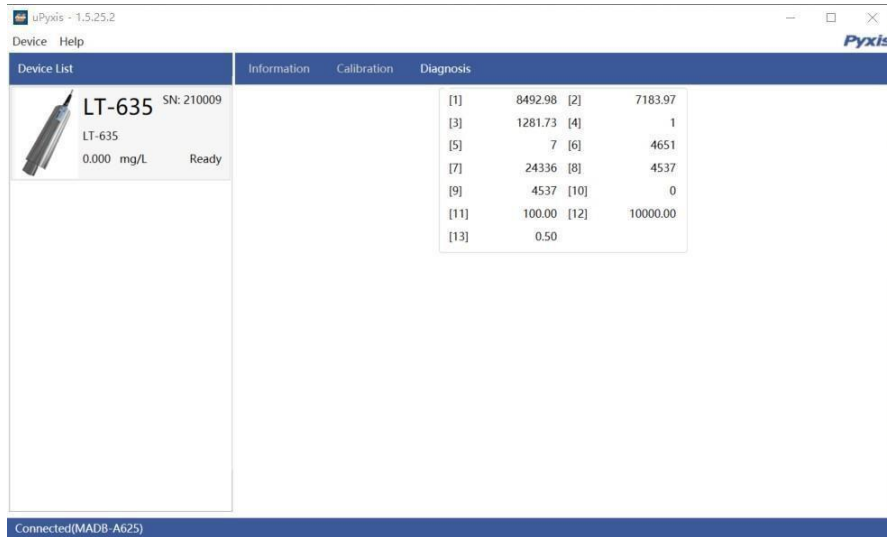 uPyxis - 1.5.25.2
Device Help
Pyxis
Device List
Information Calibration Diagnosis
LT-635 SN: 210009
LT-635
0.000 mg/L Ready
[1] 8492.98 [2] 7183.97
[3] 1281.73 [4] 1
[5] 7 [6] 4651
[7] 24336 [8] 4537
[9] 4537 [10] 0
[11] 100.00 [12] 10000.00
[13] 0.50
Connected(MADB-A625)